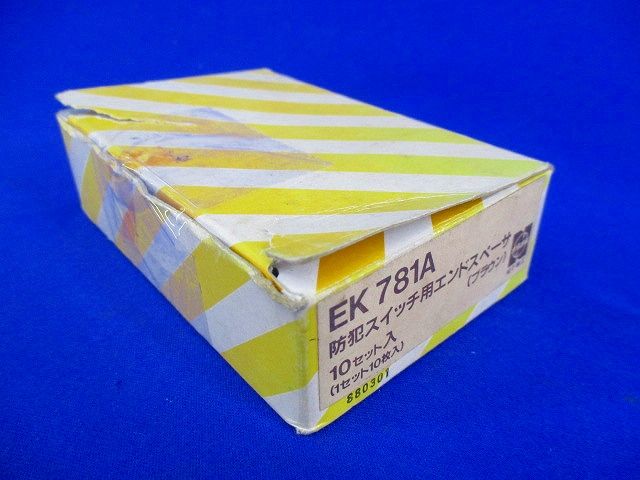 EK 781A
防犯スイッチ用エンドスペーサ
(ブラウン)
10セット入
(1セット10枚入)
880301